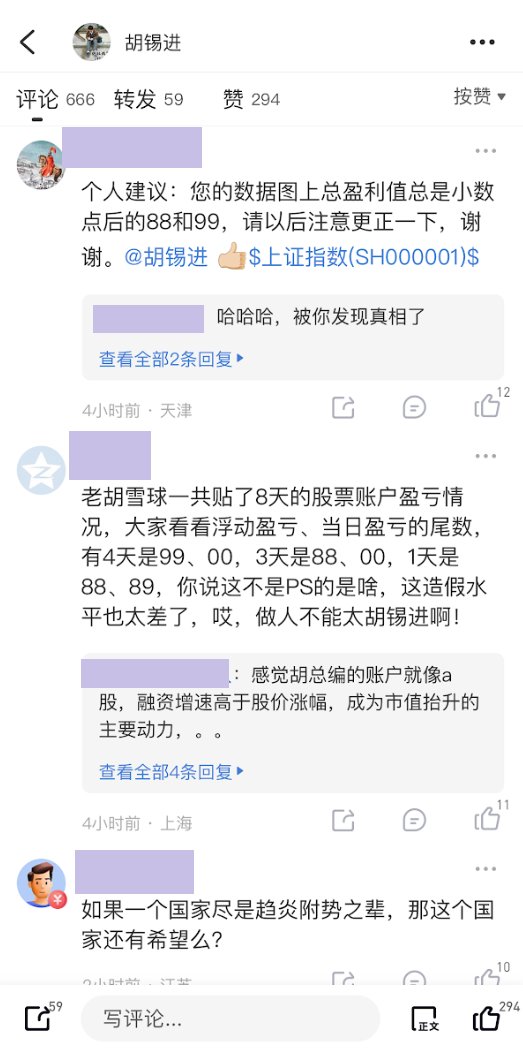 胡锡进
评论 666 转发 59 赞 294 按赞
个人建议：您的数据图上总盈利值总是小数
点后的88和99，请以后注意更正一下，谢
谢。@胡锡进 $上证指数(SH000001)$
哈哈哈，被你发现真相了
查看全部2条回复
4小时前 · 天津
12
老胡雪球一共贴了8天的股票账户盈亏情
况，大家看看浮动盈亏、当日盈亏的尾数，
有4天是99、00，3天是88、00，1天是
88、89，你说这不是PS的是啥，这造假水
平也太差了，哎，做人不能太胡锡进啊！
：感觉胡总编的账户就像a
股，融资增速高于股价涨幅，成为市值抬升的
主要动力，。。
查看全部4条回复
4小时前 · 上海
11
如果一个国家尽是趋炎附势之辈，那这个国
家还有希望么？
2小时前 · 江苏
10
59
写评论...
正文
294